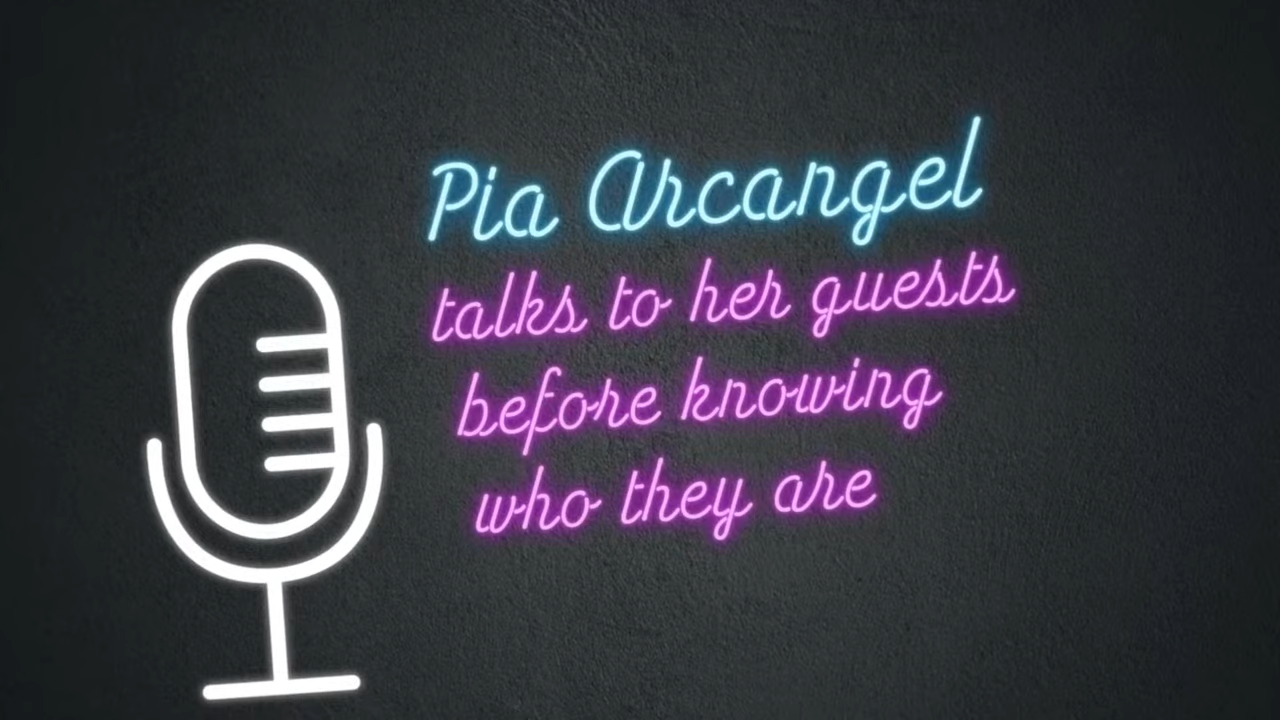 Pia Arcangel
talks to her guests
before knowing
who they are